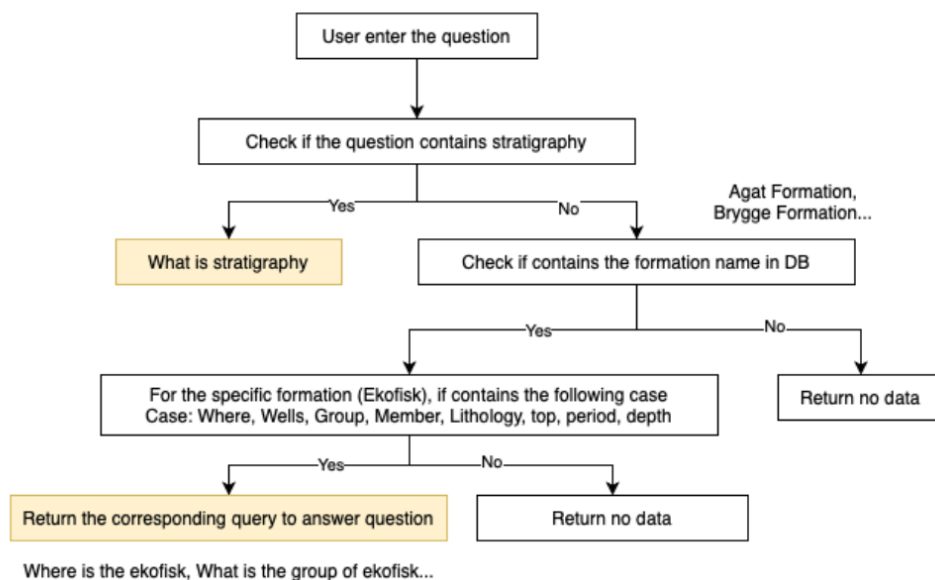 User enter the question
Check if the question contains stratigraphy
Yes
No
Agat Formation,
Brygge Formation...
What is stratigraphy
Check if contains the formation name in DB
Yes
No
For the specific formation (Ekofisk), if contains the following case
Case: Where, Wells, Group, Member, Lithology, top, period, depth
Return no data
Yes
No
Return the corresponding query to answer question
Return no data
Where is the ekofisk, What is the group of ekofisk...